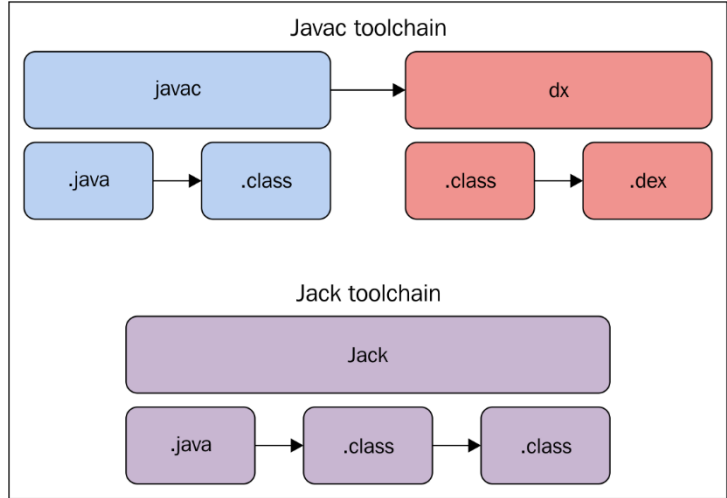 Javac toolchain
javac
dx
.java
.class
.class
.dex
Jack toolchain
Jack
.java
.class
.class